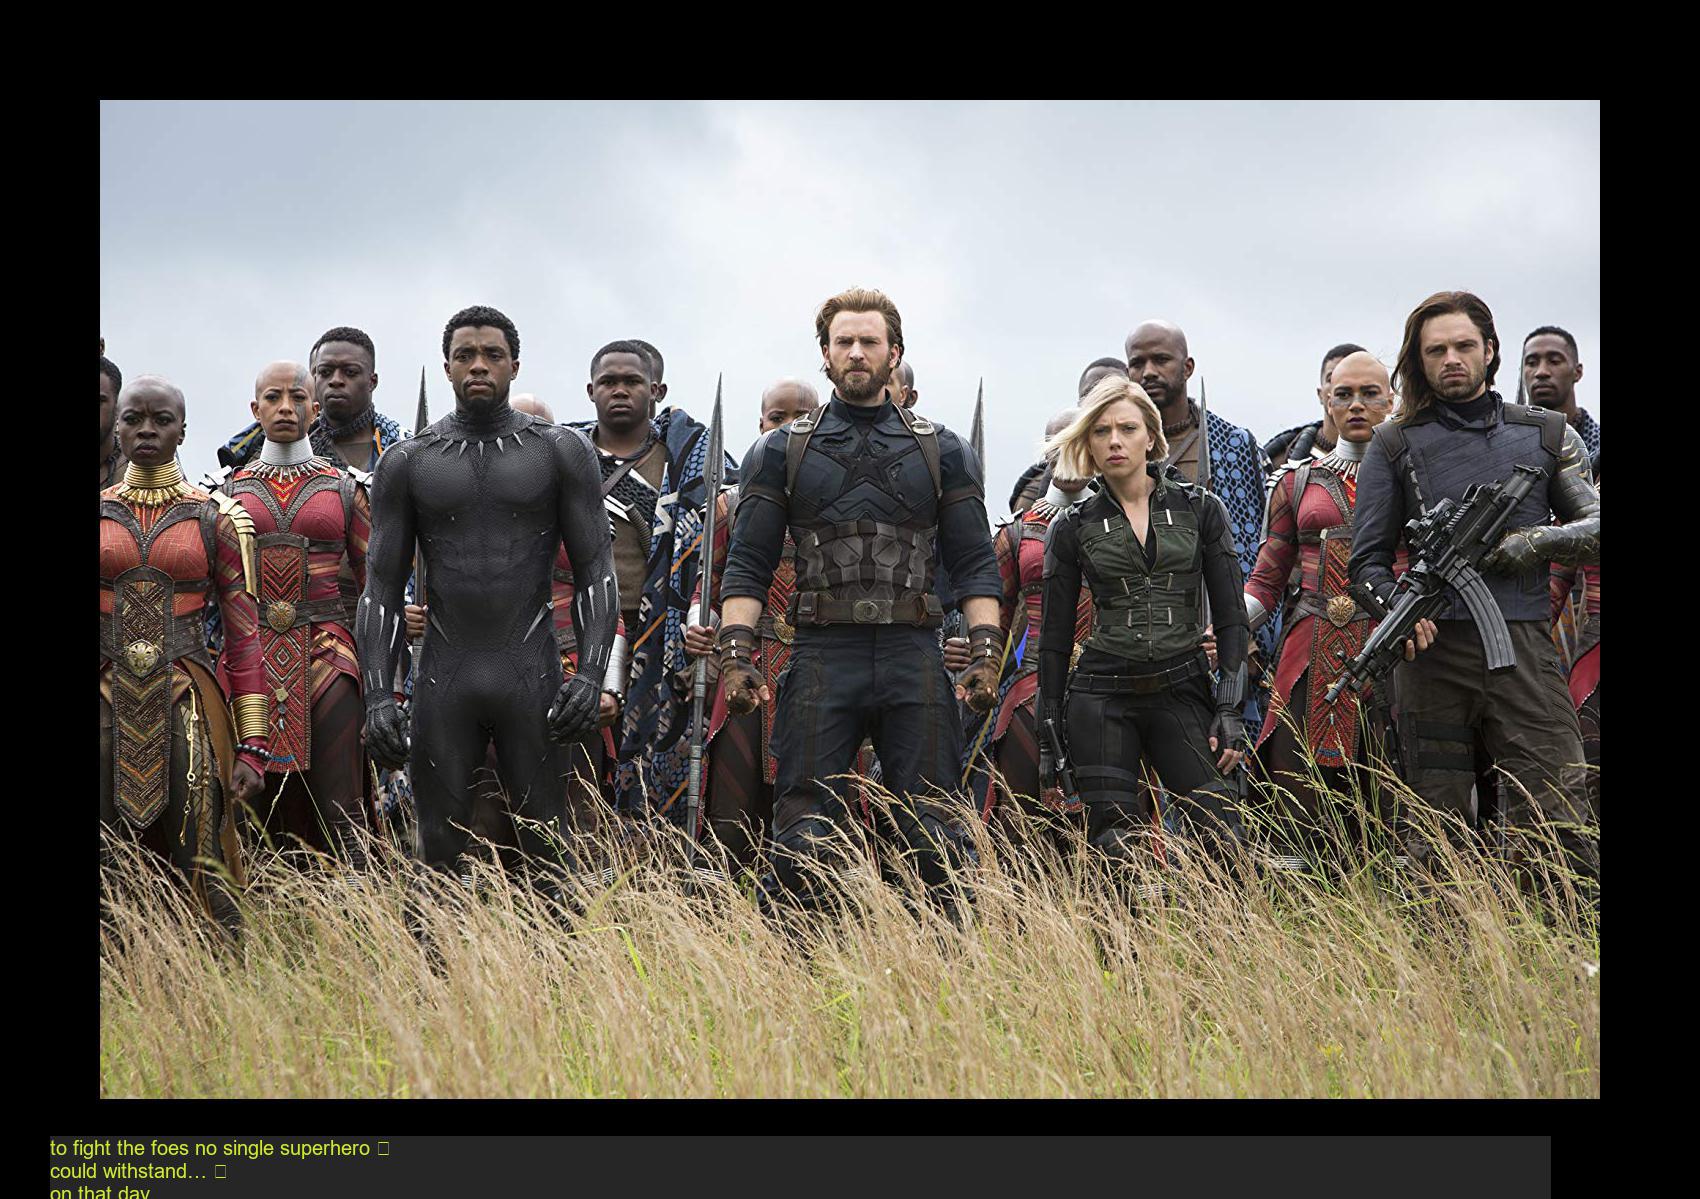 to fight the foes no single superhero
could withstand…
on that day